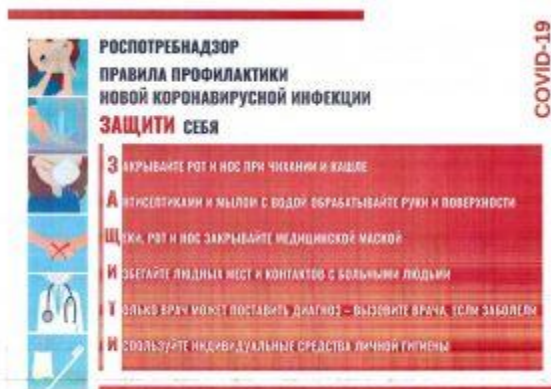 РОСПОТРЕБНАДЗОР
ПРАВИЛА ПРОФИЛАКТИКИ
НОВОЙ КОРОНАВИРУСНОЙ ИНФЕКЦИИ
ЗАЩИТИ СЕБЯ
ЗАКРЫВАЙТЕ РОТ И НОС ПРИ ЧИХАНИИ И КАШЛЕ
АНТИСЕПТИКАМИ И МЫЛОМ С ВОДОЙ ОБРАБАТЫВАЙТЕ РУКИ И ПОВЕРХНОСТИ
ЩЕКИ, РОТ И НОС ЗАКРЫВАЙТЕ МЕДИЦИНСКОЙ МАСКОЙ
ИЗБЕГАЙТЕ ЛЮДНЫХ МЕСТ И КОНТАКТОВ С БОЛЬНЫМИ ЛЮДЬМИ
ТОЛЬКО ВРАЧ МОЖЕТ ПОСТАВИТЬ ДИАГНОЗ – ВЫЗОВИТЕ ВРАЧА, ЕСЛИ ЗАБОЛЕЛИ
ИСПОЛЬЗУЙТЕ ИНДИВИДУАЛЬНЫЕ СРЕДСТВА ЛИЧНОЙ ГИГИЕНЫ
COVID-19